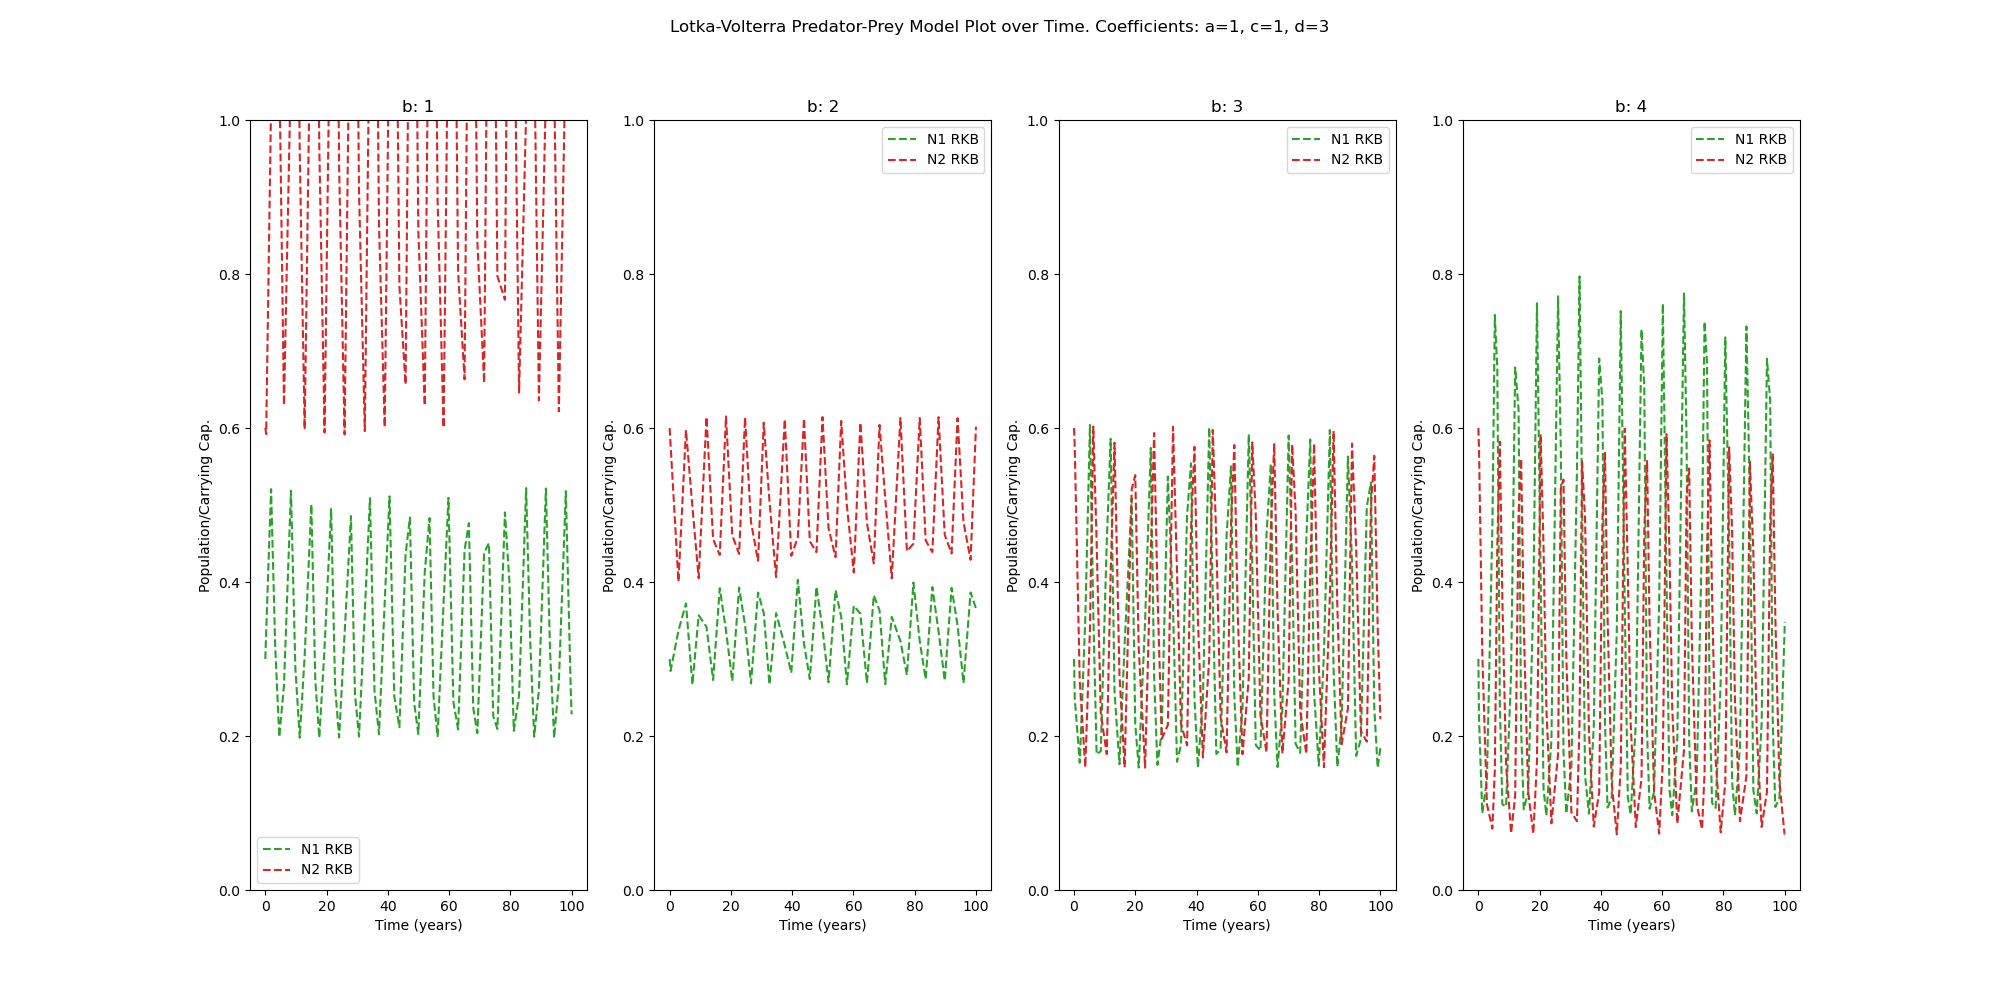 Lotka-Volterra Predator-Prey Model Plot over Time. Coefficients: a=1, c=1, d=3
b: 1
1.0
0.8
0.6
0.4
0.2
0.0
Population/Carrying Cap.
N1 RKB
N2 RKB
0 20 40 60 80 100
Time (years)
b: 2
1.0
0.8
0.6
0.4
0.2
0.0
Population/Carrying Cap.
N1 RKB
N2 RKB
0 20 40 60 80 100
Time (years)
b: 3
1.0
0.8
0.6
0.4
0.2
0.0
Population/Carrying Cap.
N1 RKB
N2 RKB
0 20 40 60 80 100
Time (years)
b: 4
1.0
0.8
0.6
0.4
0.2
0.0
Population/Carrying Cap.
N1 RKB
N2 RKB
0 20 40 60 80 100
Time (years)